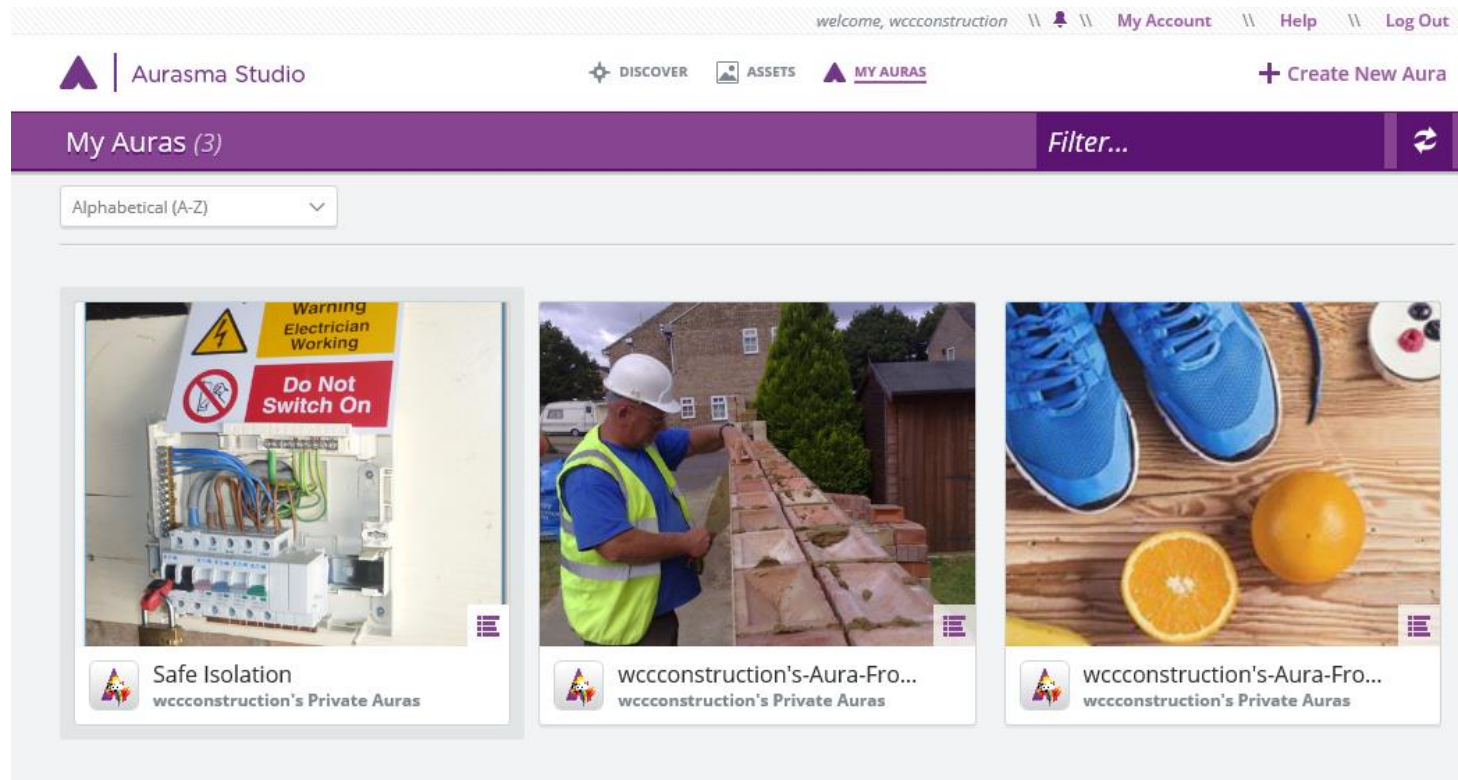 welcome, wccconstruction \\ \\ My Account \\ Help \\ Log Out
Aurasma Studio
DISCOVER ASSETS MY AURAS
+ Create New Aura
My Auras (3)
Filter...
Alphabetical (A-Z)
Warning
Electrician
Working
Do Not
Switch On
Safe Isolation
wccconstruction's Private Auras
wccconstruction's-Aura-Fro...
wccconstruction's Private Auras
wccconstruction's-Aura-Fro...
wccconstruction's Private Auras